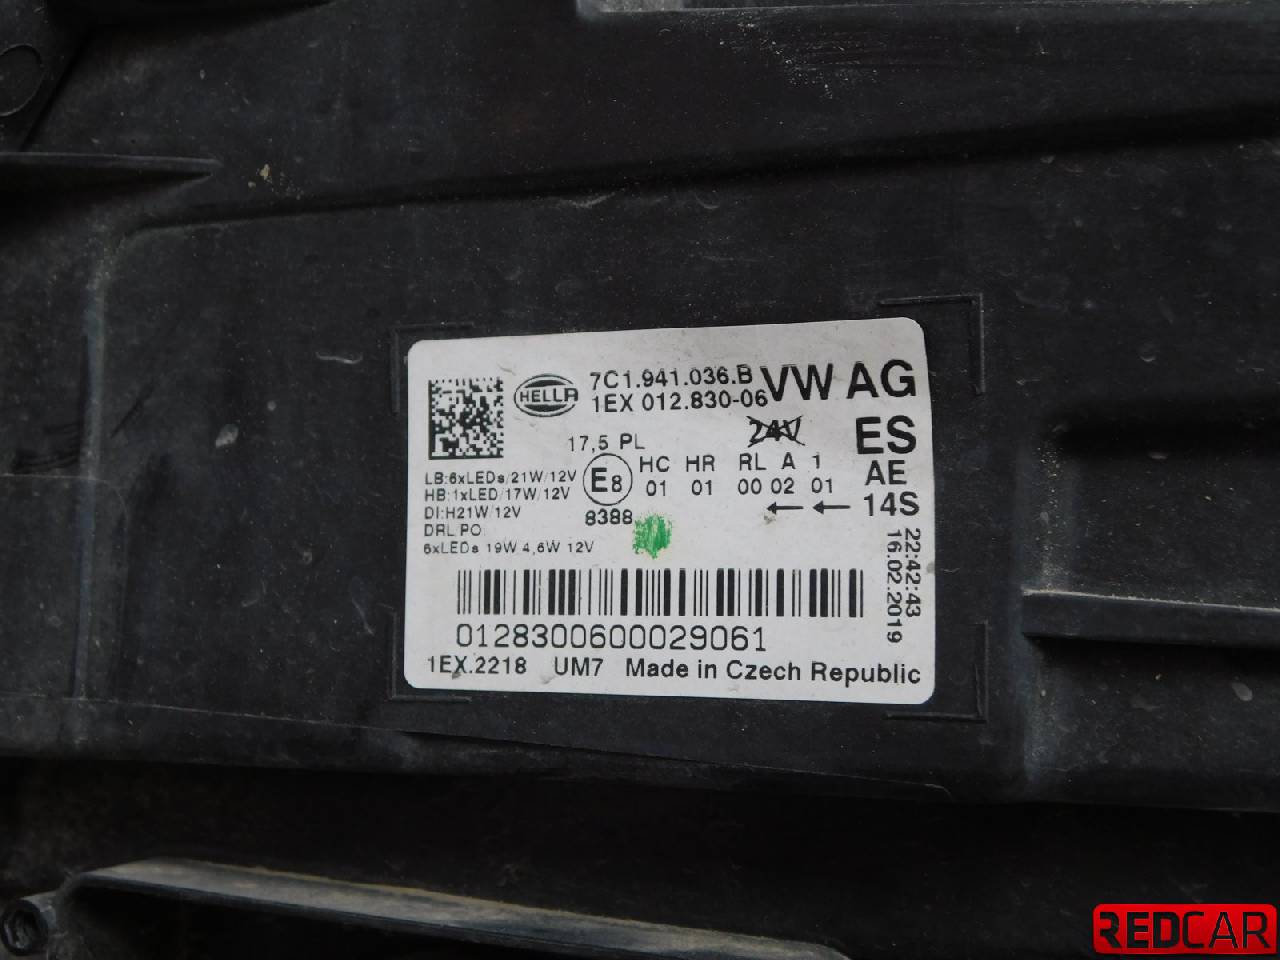 HELLA
7C1.941.036.B VW AG
1EX 012.830-06
24V ES
17,5 PL
LB:6xLEDs/21W/12V E8 HC HR RL A 1 AE
HB:1xLED/17W/12V 01 01 00 02 01
DI:H21W/12V 8388 ← ← 14S
DRL PO
6xLEDs 19W 4,6W 12V
22:42:43
16.02.2019
0128300600029061
1EX.2218 UM7 Made in Czech Republic
REDCAR